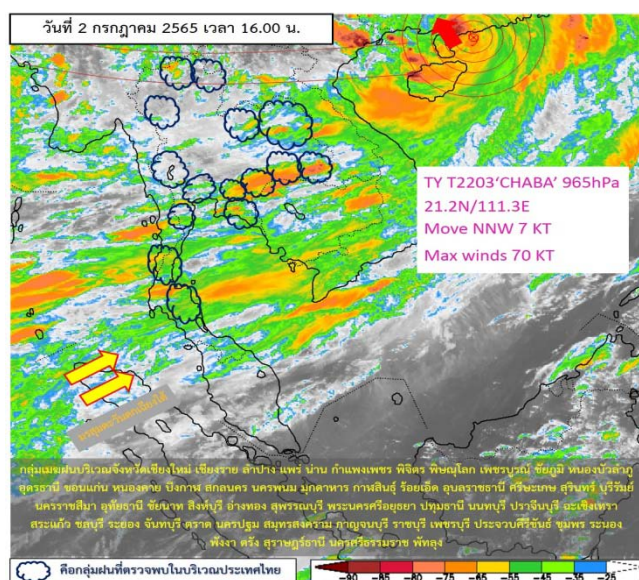 วันที่ 2 กรกฎาคม 2565 เวลา 16.00 น.
TY T2203'CHABA' 965hPa
21.2N/111.3E
Move NNW 7 KT
Max winds 70 KT
มรสุมตะวันตกเฉียงใต้
กลุ่มเมฆฝนบริเวณจังหวัดเชียงใหม่ เชียงราย ลำปาง แพร่ น่าน กำแพงเพชร พิจิตร พิษณุโลก เพชรบูรณ์ ชัยภูมิ หนองบัวลำภู
อุดรธานี ขอนแก่น หนองคาย บึงกาฬ สกลนคร นครพนม มุกดาหาร กาฬสินธุ์ ร้อยเอ็ด อุบลราชธานี ศรีษะเกษ สุรินทร์ บุรีรัมย์
นครราชสีมา อุทัยธานี ชัยนาท สิงห์บุรี อ่างทอง สุพรรณบุรี พระนครศรีอยุธยา ปทุมธานี นนทบุรี ปราจีนบุรี ฉะเชิงเทรา
สระแก้ว ชลบุรี ระยอง จันทบุรี ตราด นครปฐม สมุทรสงคราม กาญจนบุรี ราชบุรี เพชรบุรี ประจวบคีรีขันธ์ ชุมพร ระนอง
พังงา ตรัง สุราษฎร์ธานี นครศรีธรรมราช พัทลุง
คือกลุ่มฝนที่ตรวจพบในบริเวณประเทศไทย
-90 -85 -75 -65 -55 -45 -35 -25